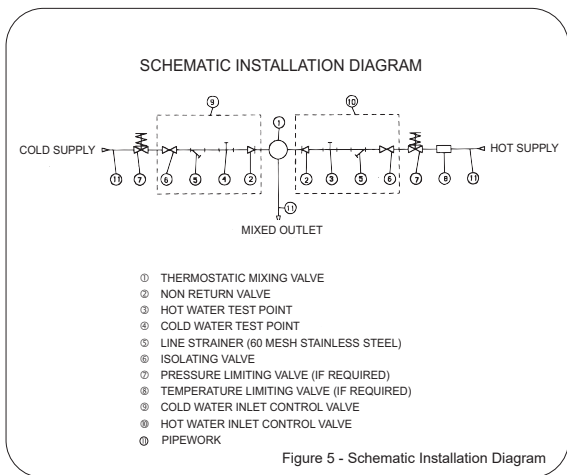 SCHEMATIC INSTALLATION DIAGRAM
⑨ ⑩
①
COLD SUPPLY HOT SUPPLY
⑪ ⑦ ⑥ ⑤ ④ ② ② ③ ⑤ ⑥ ⑦ ⑧ ⑪
⑪
MIXED OUTLET
① THERMOSTATIC MIXING VALVE
② NON RETURN VALVE
③ HOT WATER TEST POINT
④ COLD WATER TEST POINT
⑤ LINE STRAINER (60 MESH STAINLESS STEEL)
⑥ ISOLATING VALVE
⑦ PRESSURE LIMITING VALVE (IF REQUIRED)
⑧ TEMPERATURE LIMITING VALVE (IF REQUIRED)
⑨ COLD WATER INLET CONTROL VALVE
⑩ HOT WATER INLET CONTROL VALVE
⑪ PIPEWORK
Figure 5 - Schematic Installation Diagram